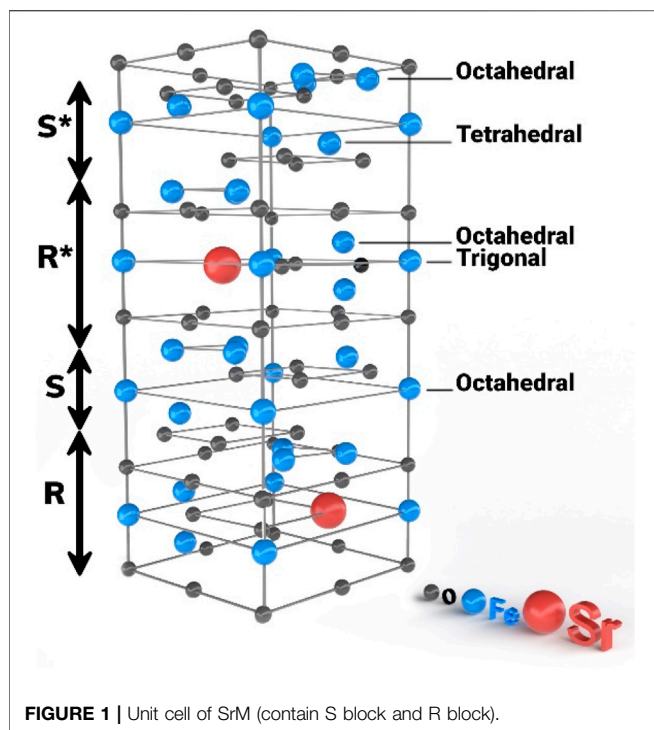 Octahedral
S*
Tetrahedral
Octahedral
R*
Trigonal
S
Octahedral
R
O Fe Sr
FIGURE 1 | Unit cell of SrM (contain S block and R block).